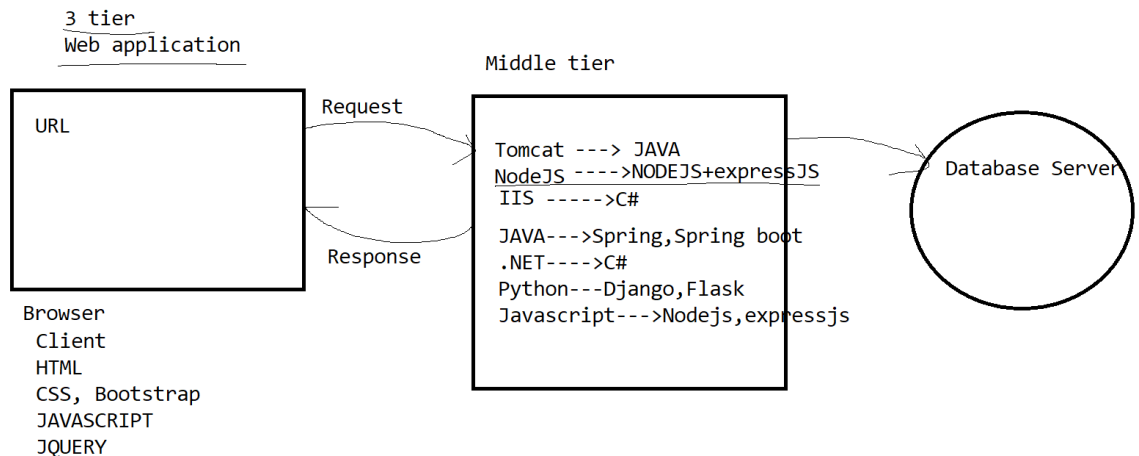 3 tier
Web application
Middle tier
URL
Request
Response
Tomcat ---> JAVA
NodeJS ---->NODEJS+expressJS
IIS ----->C#
JAVA--->Spring,Spring boot
.NET---->C#
Python---Django,Flask
Javascript--->Nodejs,expressjs
Database Server
Browser
Client
HTML
CSS, Bootstrap
JAVASCRIPT
JQUERY